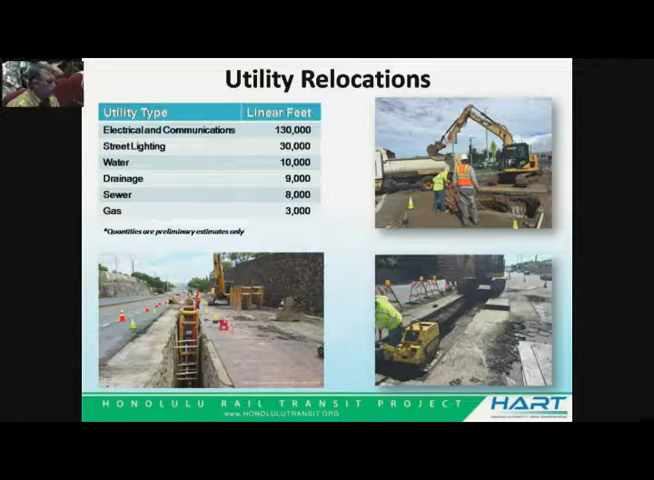 Utility Relocations
Utility Type Linear Feet
Electrical and Communications 130,000
Street Lighting 30,000
Water 10,000
Drainage 9,000
Sewer 8,000
Gas 3,000
*Quantities are preliminary estimates only
HONOLULU RAIL TRANSIT PROJECT
WWW.HONOLULUTRANSIT.ORG
HART